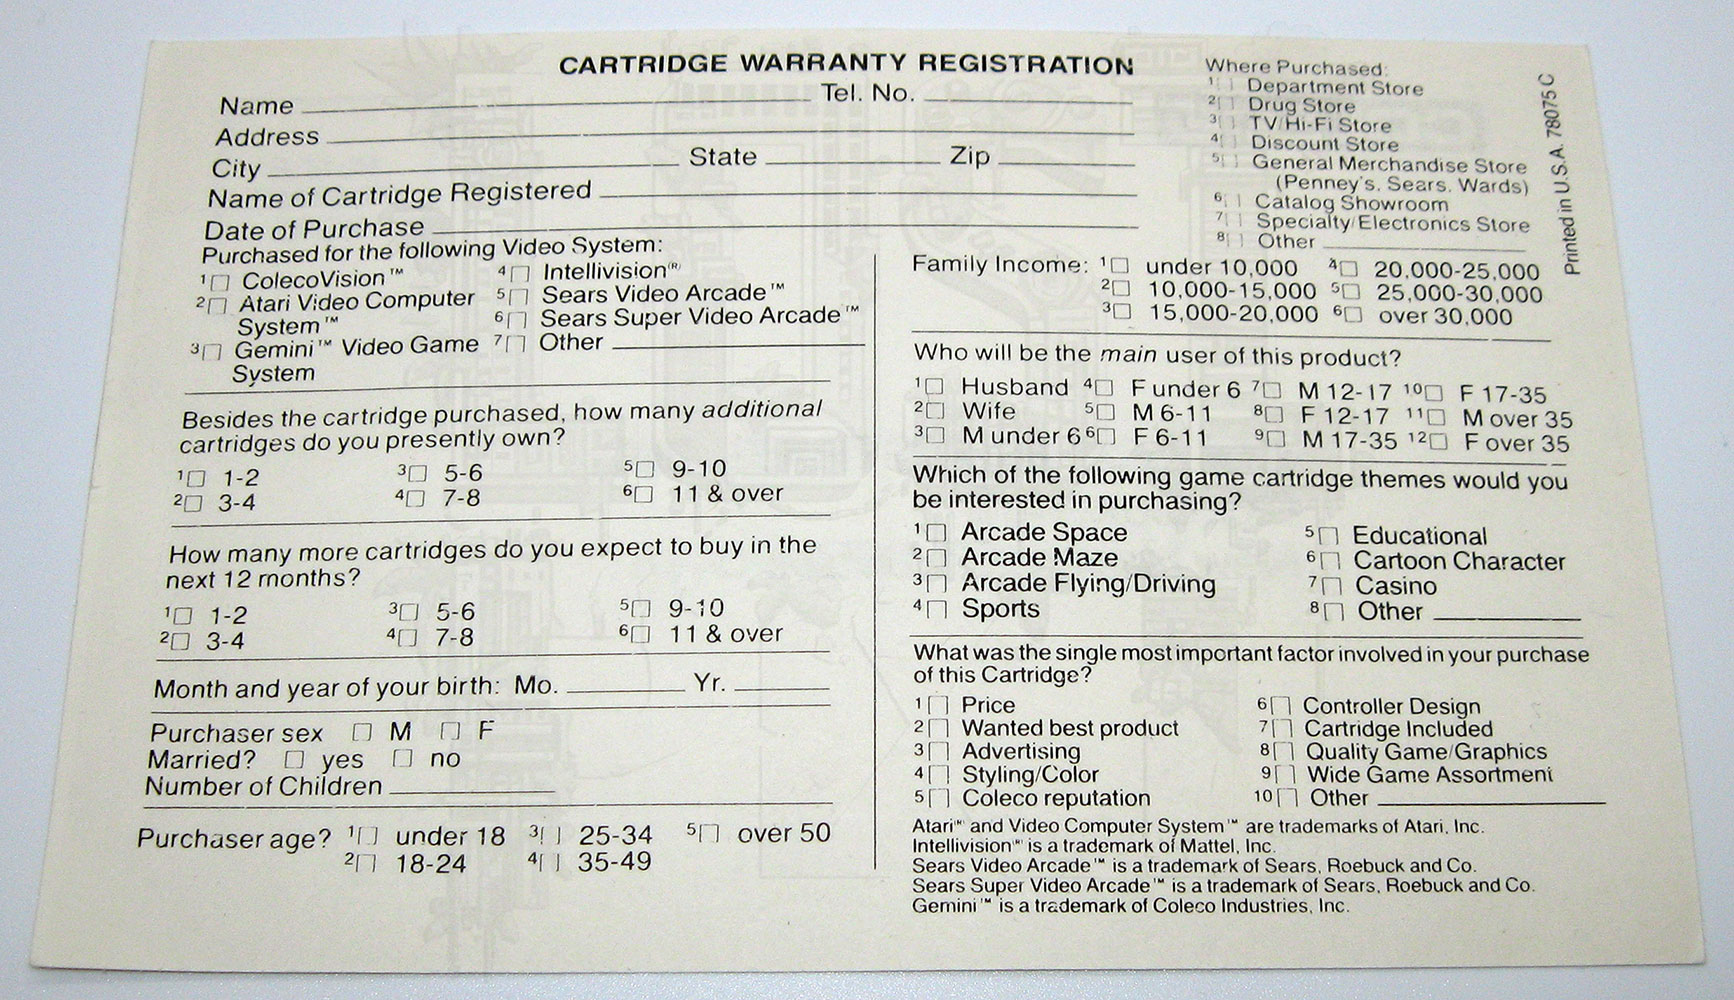 CARTRIDGE WARRANTY REGISTRATION
Name ____ Tel. No. ____
Address ____
City ____ State ____ Zip ____
Name of Cartridge Registered ____
Date of Purchase ____
Purchased for the following Video System:
1☐ ColecoVision™ 4☐ Intellivision®
2☐ Atari Video Computer 5☐ Sears Video Arcade™
System™ 6☐ Sears Super Video Arcade™
3☐ Gemini™ Video Game 7☐ Other ____
System
Besides the cartridge purchased, how many additional
cartridges do you presently own?
1☐ 1-2 3☐ 5-6 5☐ 9-10
2☐ 3-4 4☐ 7-8 6☐ 11 & over
How many more cartridges do you expect to buy in the
next 12 months?
1☐ 1-2 3☐ 5-6 5☐ 9-10
2☐ 3-4 4☐ 7-8 6☐ 11 & over
Month and year of your birth: Mo. ____ Yr. ____
Purchaser sex ☐ M ☐ F
Married? ☐ yes ☐ no
Number of Children ____
Purchaser age? 1☐ under 18 3☐ 25-34 5☐ over 50
2☐ 18-24 4☐ 35-49
Where Purchased:
1☐ Department Store
2☐ Drug Store
3☐ TV/Hi-Fi Store
4☐ Discount Store
5☐ General Merchandise Store
(Penney's, Sears, Wards)
6☐ Catalog Showroom
7☐ Specialty/Electronics Store
8☐ Other ____
Printed in U.S.A. 78075 C
Family Income: 1☐ under 10,000 4☐ 20,000-25,000
2☐ 10,000-15,000 5☐ 25,000-30,000
3☐ 15,000-20,000 6☐ over 30,000
Who will be the main user of this product?
1☐ Husband 4☐ F under 6 7☐ M 12-17 10☐ F 17-35
2☐ Wife 5☐ M 6-11 8☐ F 12-17 11☐ M over 35
3☐ M under 6 6☐ F 6-11 9☐ M 17-35 12☐ F over 35
Which of the following game cartridge themes would you
be interested in purchasing?
1☐ Arcade Space 5☐ Educational
2☐ Arcade Maze 6☐ Cartoon Character
3☐ Arcade Flying/Driving 7☐ Casino
4☐ Sports 8☐ Other ____
What was the single most important factor involved in your purchase
of this Cartridge?
1☐ Price 6☐ Controller Design
2☐ Wanted best product 7☐ Cartridge Included
3☐ Advertising 8☐ Quality Game/Graphics
4☐ Styling/Color 9☐ Wide Game Assortment
5☐ Coleco reputation 10☐ Other ____
Atari™ and Video Computer System™ are trademarks of Atari, Inc.
Intellivision® is a trademark of Mattel, Inc.
Sears Video Arcade™ is a trademark of Sears, Roebuck and Co.
Sears Super Video Arcade™ is a trademark of Sears, Roebuck and Co.
Gemini™ is a trademark of Coleco Industries, Inc.